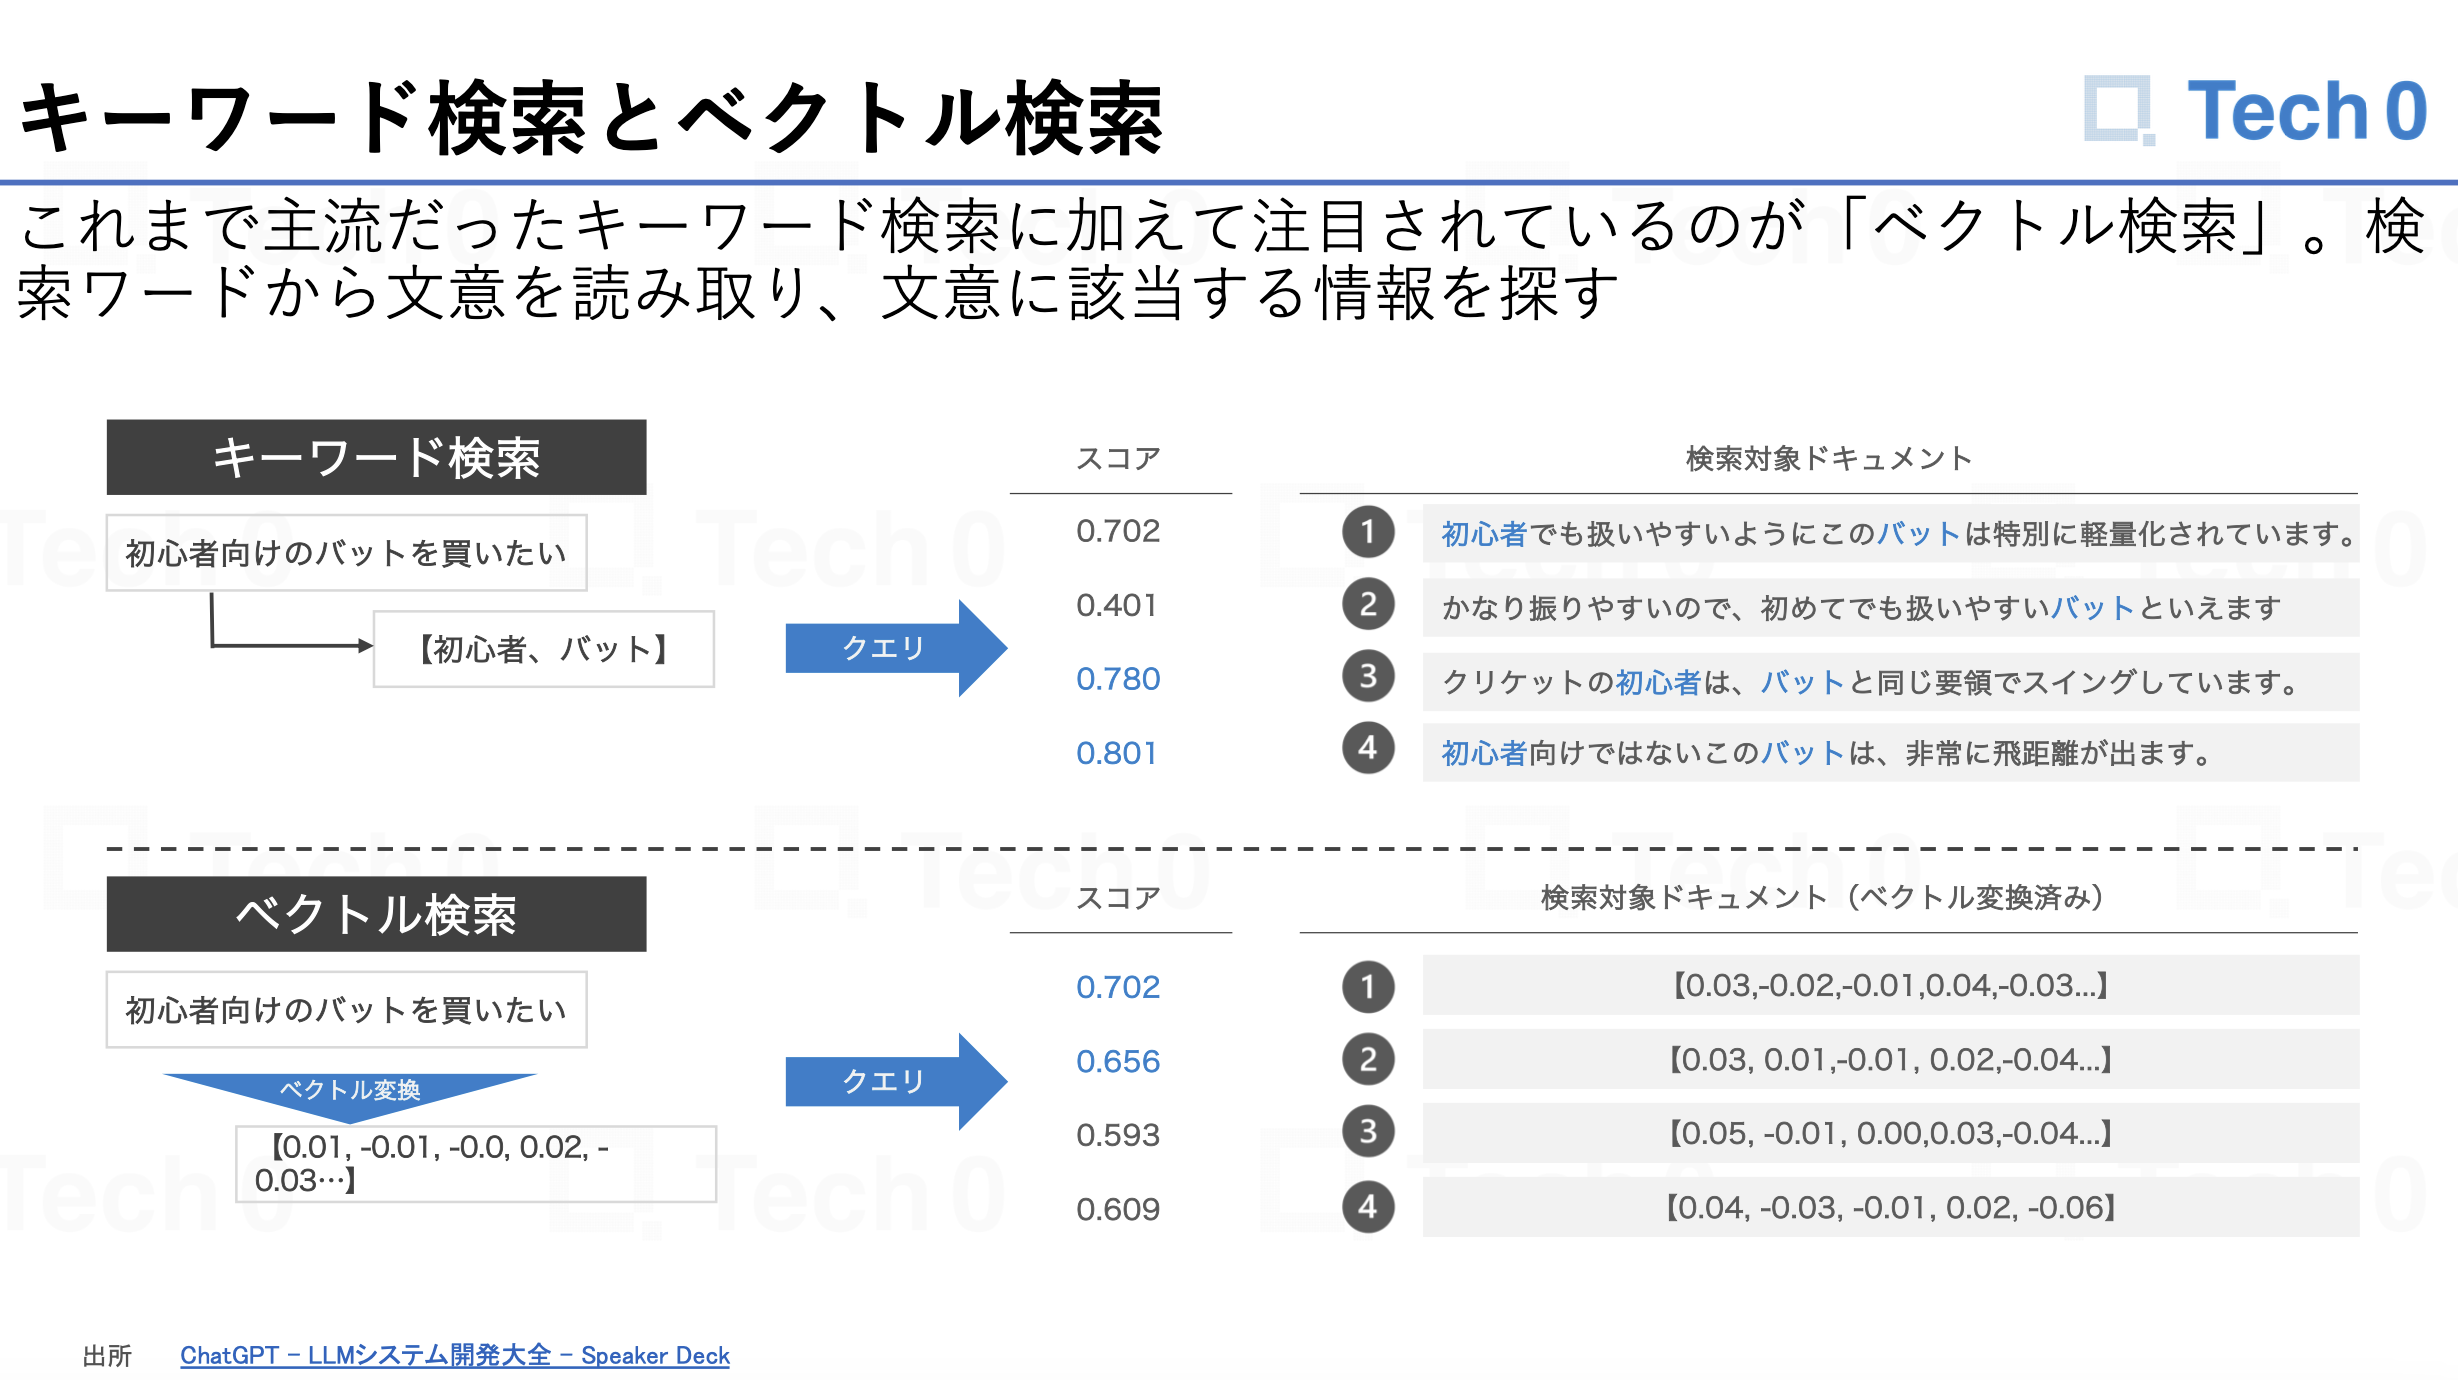 キーワード検索とベクトル検索
Tech 0
これまで主流だったキーワード検索に加えて注目されているのが「ベクトル検索」。検
索ワードから文意を読み取り、文意に該当する情報を探す
キーワード検索
初心者向けのバットを買いたい
【初心者、バット】
クエリ
スコア
0.702
0.401
0.780
0.801
検索対象ドキュメント
1 初心者でも扱いやすいようにこのバットは特別に軽量化されています。
2 かなり振りやすいので、初めてでも扱いやすいバットといえます
3 クリケットの初心者は、バットと同じ要領でスイングしています。
4 初心者向けではないこのバットは、非常に飛距離が出ます。
ベクトル検索
初心者向けのバットを買いたい
ベクトル変換
【0.01, -0.01, -0.0, 0.02, -
0.03…】
クエリ
スコア
0.702
0.656
0.593
0.609
検索対象ドキュメント（ベクトル変換済み）
1 【0.03,-0.02,-0.01,0.04,-0.03...】
2 【0.03, 0.01,-0.01, 0.02,-0.04...】
3 【0.05, -0.01, 0.00,0.03,-0.04...】
4 【0.04, -0.03, -0.01, 0.02, -0.06】
出所 ChatGPT – LLMシステム開発大全 – Speaker Deck